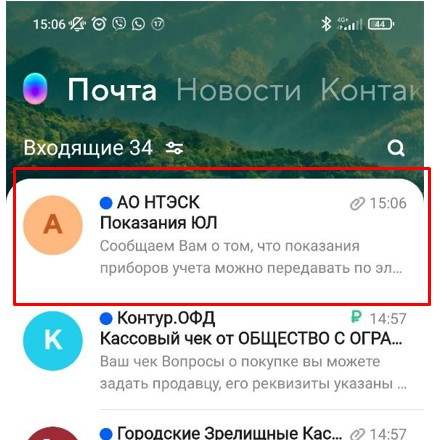 15:06 17 4G+ 44
Почта Новости Контак
Входящие 34
А АО НТЭСК 15:06
Показания ЮЛ
Сообщаем Вам о том, что показания
приборов учета можно передавать по эл...
К Контур.ОФД ₽ 14:57
Кассовый чек от ОБЩЕСТВО С ОГРА...
Ваш чек Вопросы о покупке вы можете
задать продавцу, его реквизиты указаны ...
Городские Зрелищные Кас... 14:57